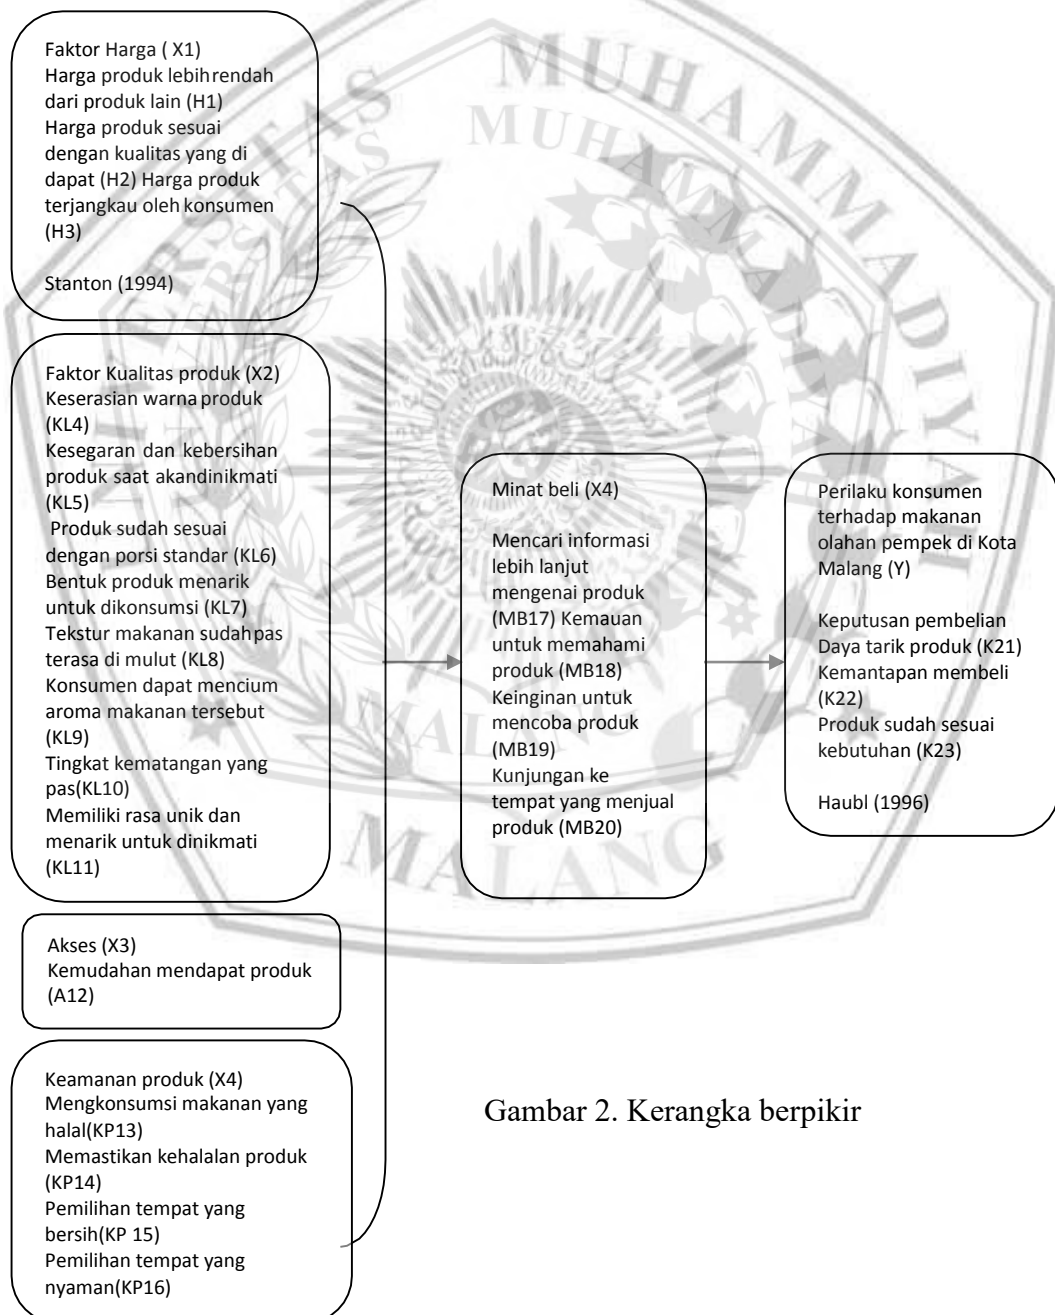 Faktor Harga ( X1)
Harga produk lebih rendah
dari produk lain (H1)
Harga produk sesuai
dengan kualitas yang di
dapat (H2) Harga produk
terjangkau oleh konsumen
(H3)
Stanton (1994)
Faktor Kualitas produk (X2)
Keserasian warna produk
(KL4)
Kesegaran dan kebersihan
produk saat akandinikmati
(KL5)
Produk sudah sesuai
dengan porsi standar (KL6)
Bentuk produk menarik
untuk dikonsumsi (KL7)
Tekstur makanan sudah pas
terasa di mulut (KL8)
Konsumen dapat mencium
aroma makanan tersebut
(KL9)
Tingkat kematangan yang
pas(KL10)
Memiliki rasa unik dan
menarik untuk dinikmati
(KL11)
Akses (X3)
Kemudahan mendapat produk
(A12)
Keamanan produk (X4)
Mengkonsumsi makanan yang
halal(KP13)
Memastikan kehalalan produk
(KP14)
Pemilihan tempat yang
bersih(KP 15)
Pemilihan tempat yang
nyaman(KP16)
Minat beli (X4)
Mencari informasi
lebih lanjut
mengenai produk
(MB17) Kemauan
untuk memahami
produk (MB18)
Keinginan untuk
mencoba produk
(MB19)
Kunjungan ke
tempat yang menjual
produk (MB20)
Perilaku konsumen
terhadap makanan
olahan pempek di Kota
Malang (Y)
Keputusan pembelian
Daya tarik produk (K21)
Kemantapan membeli
(K22)
Produk sudah sesuai
kebutuhan (K23)
Haubl (1996)
Gambar 2. Kerangka berpikir
UNIVERSITAS MUHAMMADIYAH
MALANG